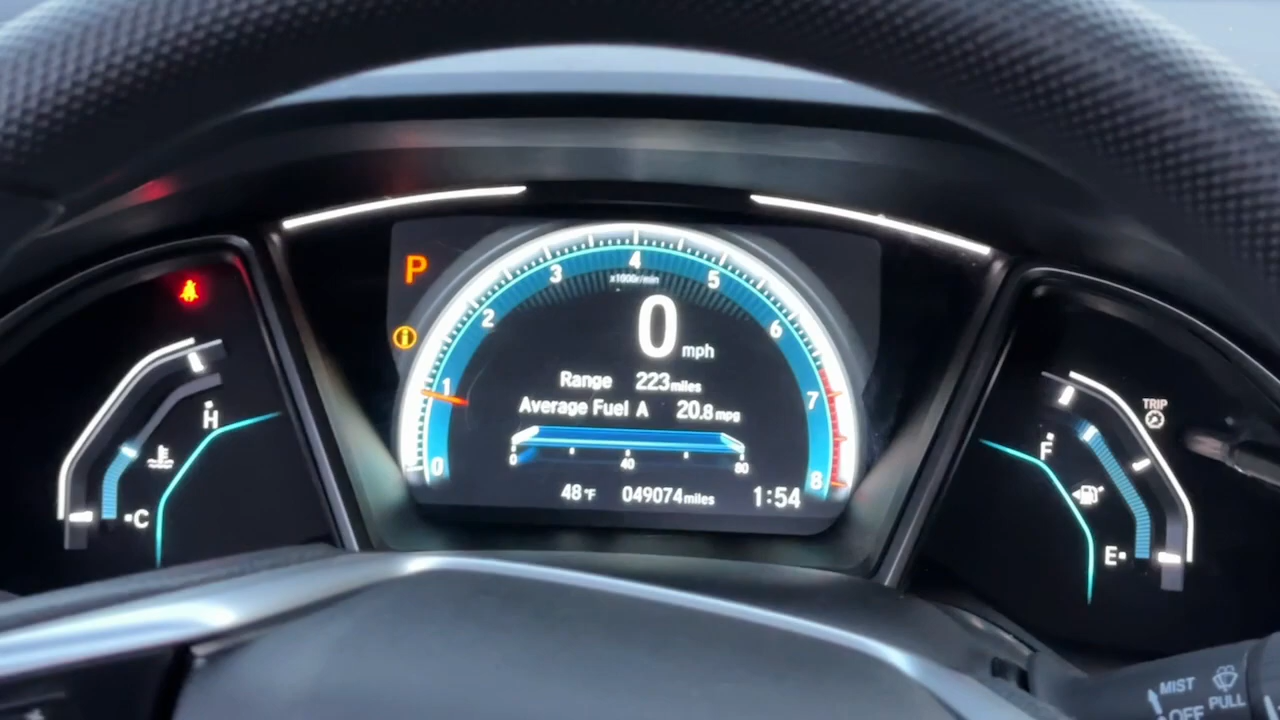 P
4
3
5
x1000r/min
2
6
0 mph
Range 223 miles
1
7
Average Fuel A 20.8 mpg
0
8
0 40 80
48°F 049074 miles 1:54
H
C
TRIP
F
E
MIST
OFF
PULL